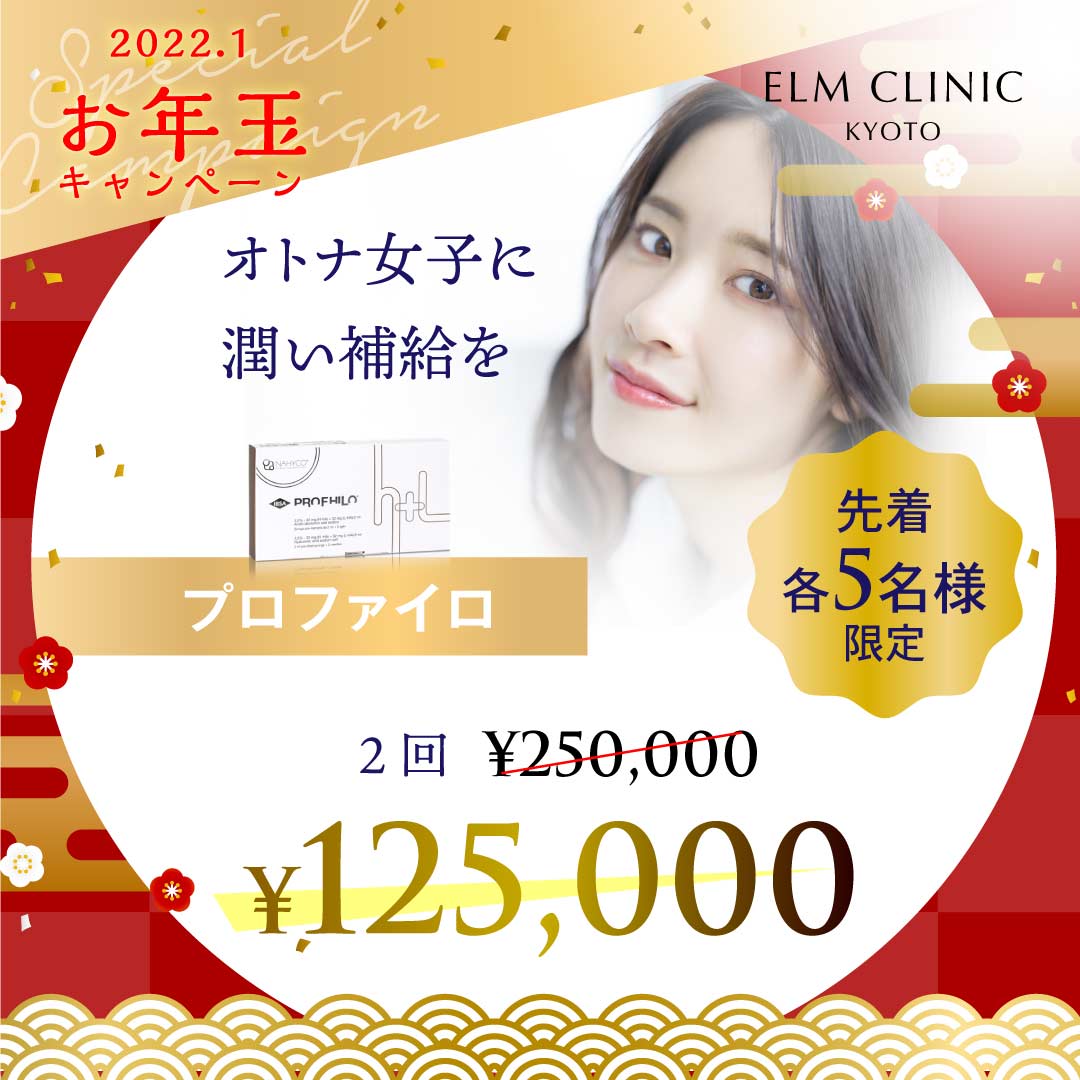 Special
Campaign
2022.1
お年玉
キャンペーン
ELM CLINIC
KYOTO
オトナ女子に
潤い補給を
NAHYCO
IBSA PROFHILO
h+L
プロファイロ
先着
各5名様
限定
2回 ¥250,000
¥125,000